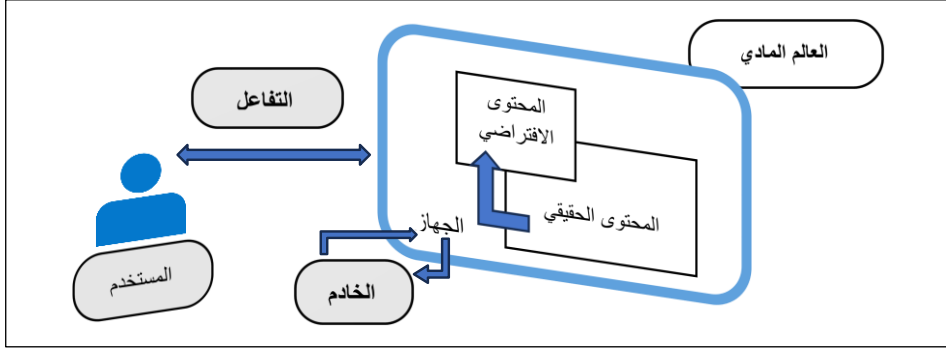 العالم المادي
التفاعل
المحتوى
الافتراضي
المحتوى الحقيقي
الجهاز
المستخدم
الخادم